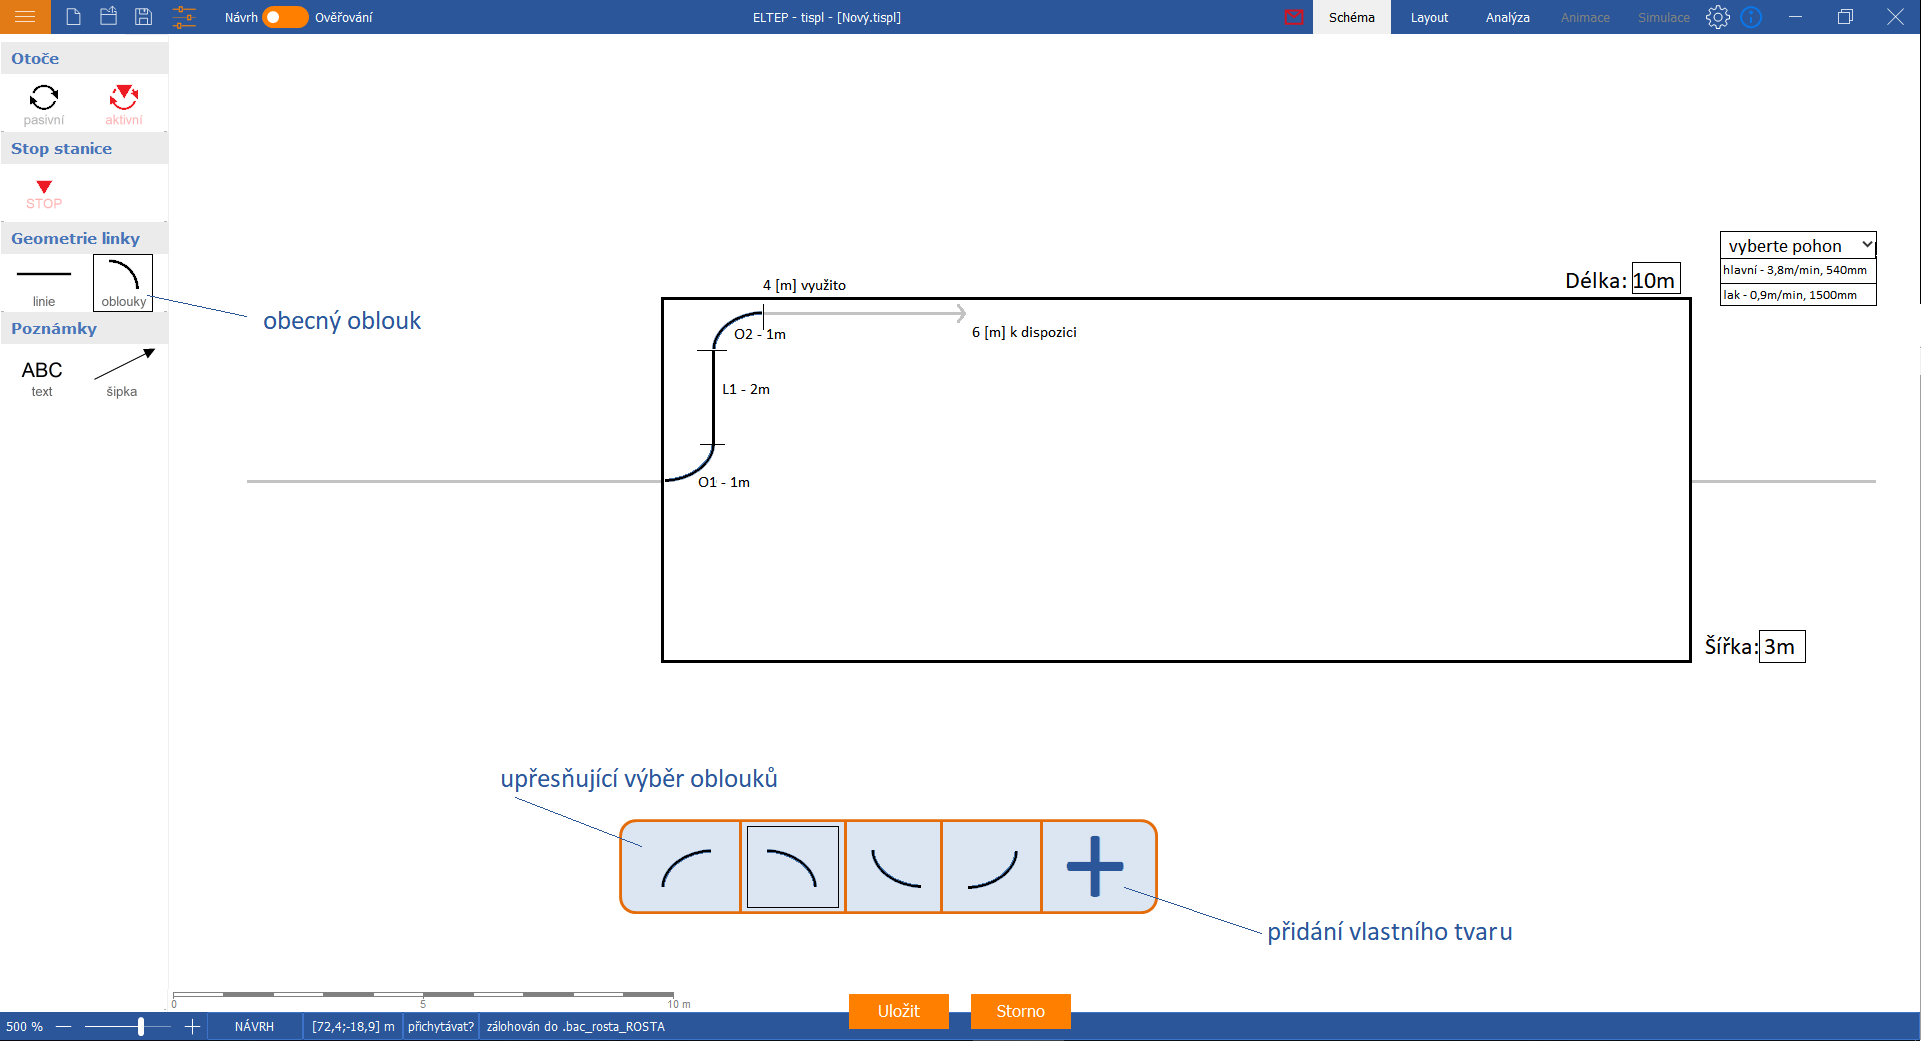 Návrh Ověřování ELTEP - tispl - [Nový.tispl] Schéma Layout Analýza Animace Simulace
Otoče
pasivní aktivní
Stop stanice
STOP
Geometrie linky
linie oblouky
Poznámky
ABC
text šipka
obecný oblouk
vyberte pohon
hlavní - 3,8m/min, 540mm
lak - 0,9m/min, 1500mm
Délka: 10m
4 [m] využito
O2 - 1m
6 [m] k dispozici
L1 - 2m
O1 - 1m
Šířka: 3m
upřesňující výběr oblouků
přidání vlastního tvaru
0 5 10 m
Uložit Storno
500 % NÁVRH [72,4;-18,9] m přichytávat? zálohován do .bac_rosta_ROSTA